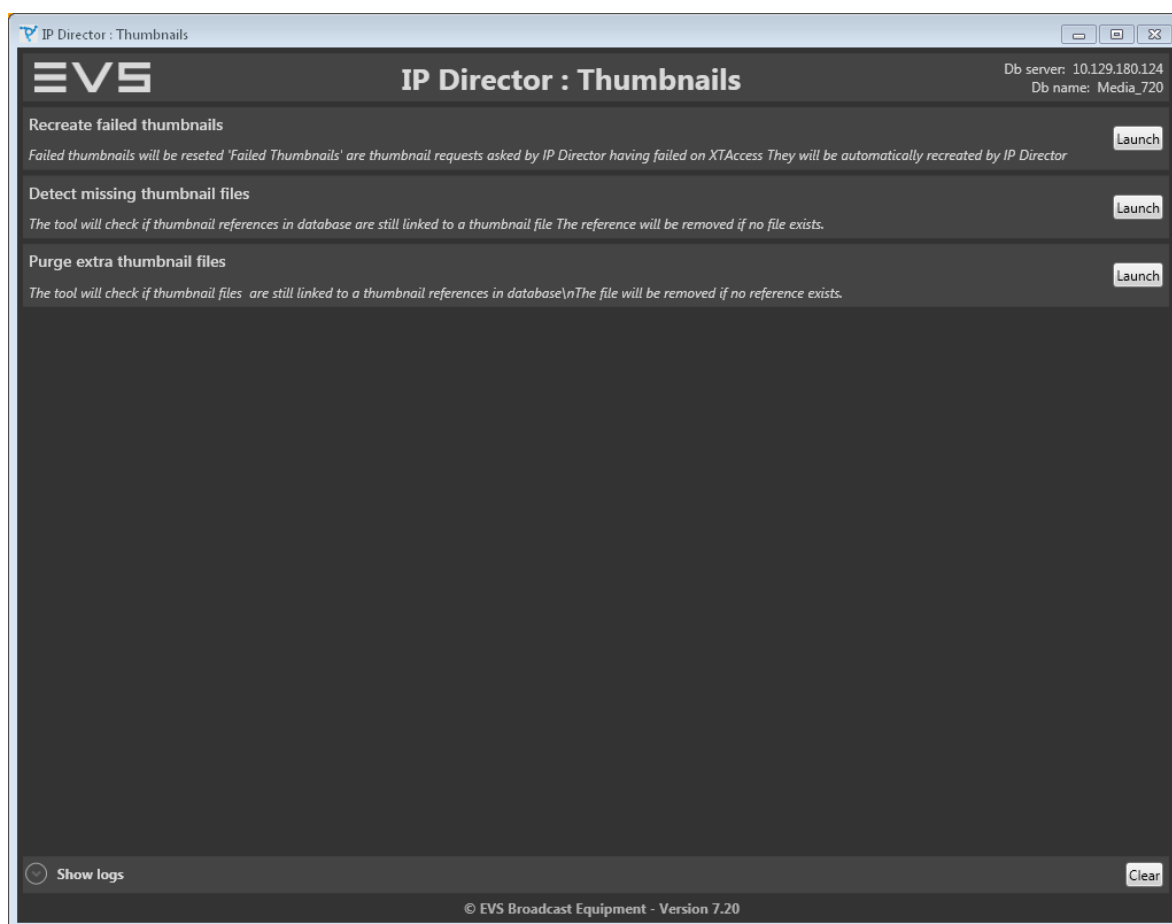 IP Director : Thumbnails
EVS
IP Director : Thumbnails
Db server: 10.129.180.124
Db name: Media_720
Recreate failed thumbnails
Launch
Failed thumbnails will be reseted 'Failed Thumbnails' are thumbnail requests asked by IP Director having failed on XTAccess They will be automatically recreated by IP Director
Detect missing thumbnail files
Launch
The tool will check if thumbnail references in database are still linked to a thumbnail file The reference will be removed if no file exists.
Purge extra thumbnail files
Launch
The tool will check if thumbnail files  are still linked to a thumbnail references in database\nThe file will be removed if no reference exists.
Show logs
Clear
© EVS Broadcast Equipment - Version 7.20